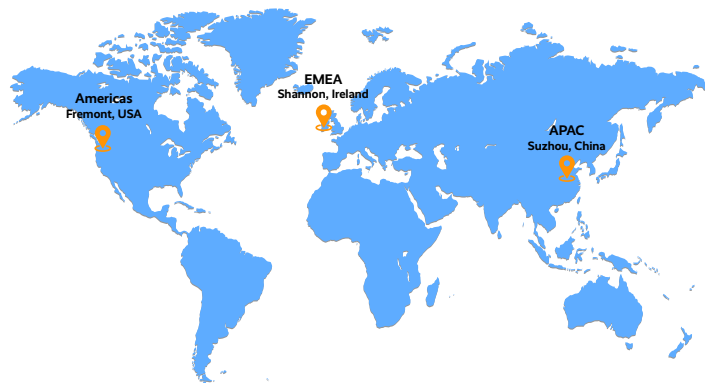 Americas
Fremont, USA
EMEA
Shannon, Ireland
APAC
Suzhou, China